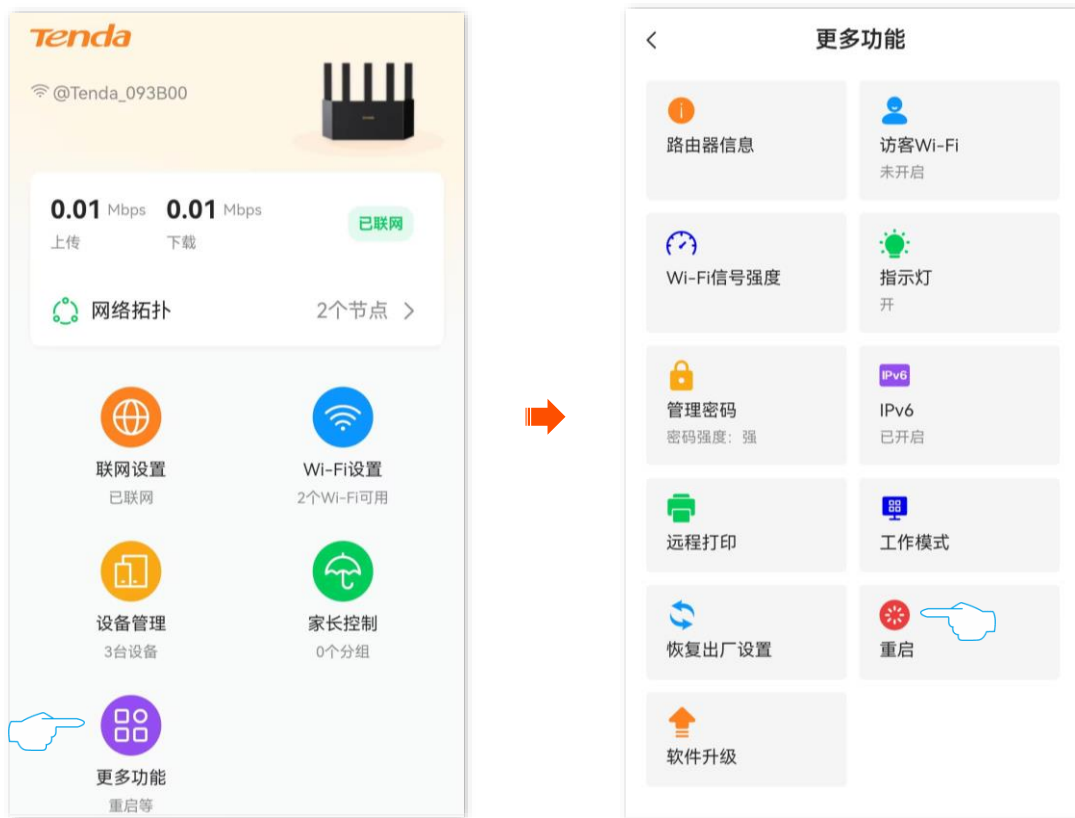 Tenda
@Tenda_093B00
0.01 Mbps 0.01 Mbps
已联网
上传 下载
网络拓扑 2个节点
联网设置 Wi-Fi设置
已联网 2个Wi-Fi可用
设备管理 家长控制
3台设备 0个分组
更多功能
重启等
更多功能
路由器信息 访客Wi-Fi
未开启
Wi-Fi信号强度 指示灯
开
IPv6
管理密码 IPv6
密码强度：强 已开启
远程打印 工作模式
恢复出厂设置 重启
软件升级